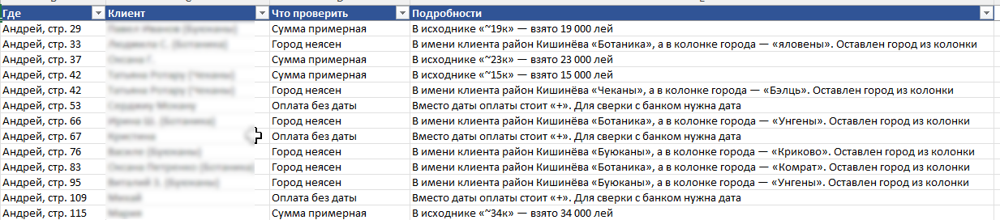 Где Клиент Что проверить Подробности
Андрей, стр. 29 Сумма примерная В исходнике «~19к» — взято 19 000 лей
Андрей, стр. 33 Город неясен В имени клиента район Кишинёва «Ботаника», а в колонке города — «яловены». Оставлен город из колонки
Андрей, стр. 37 Сумма примерная В исходнике «~23к» — взято 23 000 лей
Андрей, стр. 42 Сумма примерная В исходнике «~15к» — взято 15 000 лей
Андрей, стр. 42 Город неясен В имени клиента район Кишинёва «Чеканы», а в колонке города — «Бэлць». Оставлен город из колонки
Андрей, стр. 53 Оплата без даты Вместо даты оплаты стоит «+». Для сверки с банком нужна дата
Андрей, стр. 66 Город неясен В имени клиента район Кишинёва «Ботаника», а в колонке города — «Унгены». Оставлен город из колонки
Андрей, стр. 67 Оплата без даты Вместо даты оплаты стоит «+». Для сверки с банком нужна дата
Андрей, стр. 76 Город неясен В имени клиента район Кишинёва «Буюканы», а в колонке города — «Криково». Оставлен город из колонки
Андрей, стр. 83 Город неясен В имени клиента район Кишинёва «Ботаника», а в колонке города — «Комрат». Оставлен город из колонки
Андрей, стр. 95 Город неясен В имени клиента район Кишинёва «Буюканы», а в колонке города — «Унгены». Оставлен город из колонки
Андрей, стр. 109 Оплата без даты Вместо даты оплаты стоит «+». Для сверки с банком нужна дата
Андрей, стр. 115 Сумма примерная В исходнике «~34к» — взято 34 000 лей